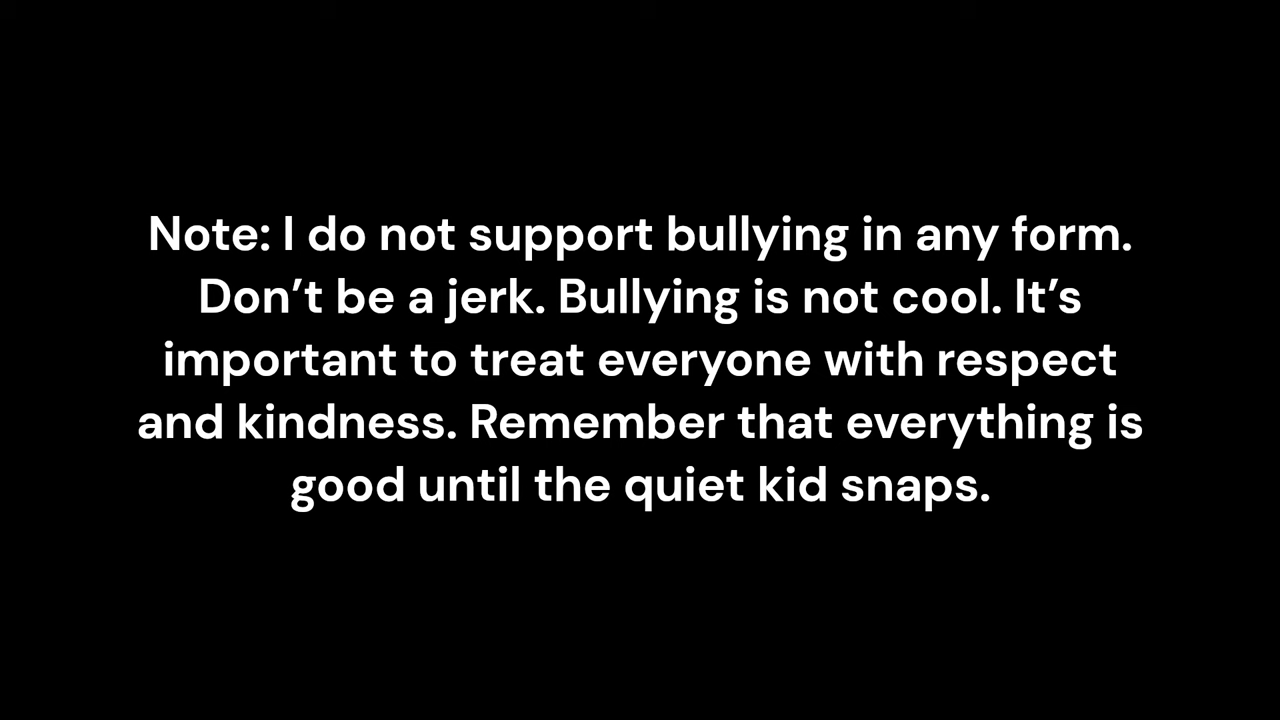 Note: I do not support bullying in any form.
Don’t be a jerk. Bullying is not cool. It’s
important to treat everyone with respect
and kindness. Remember that everything is
good until the quiet kid snaps.